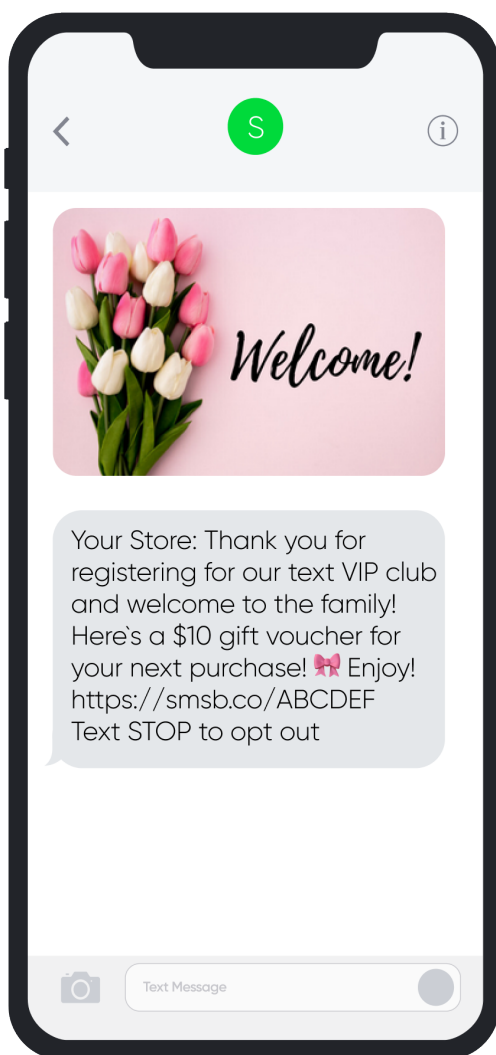 S
i
Welcome!
Your Store: Thank you for
registering for our text VIP club
and welcome to the family!
Here`s a $10 gift voucher for
your next purchase! 🎀 Enjoy!
https://smsb.co/ABCDEF
Text STOP to opt out
Text Message